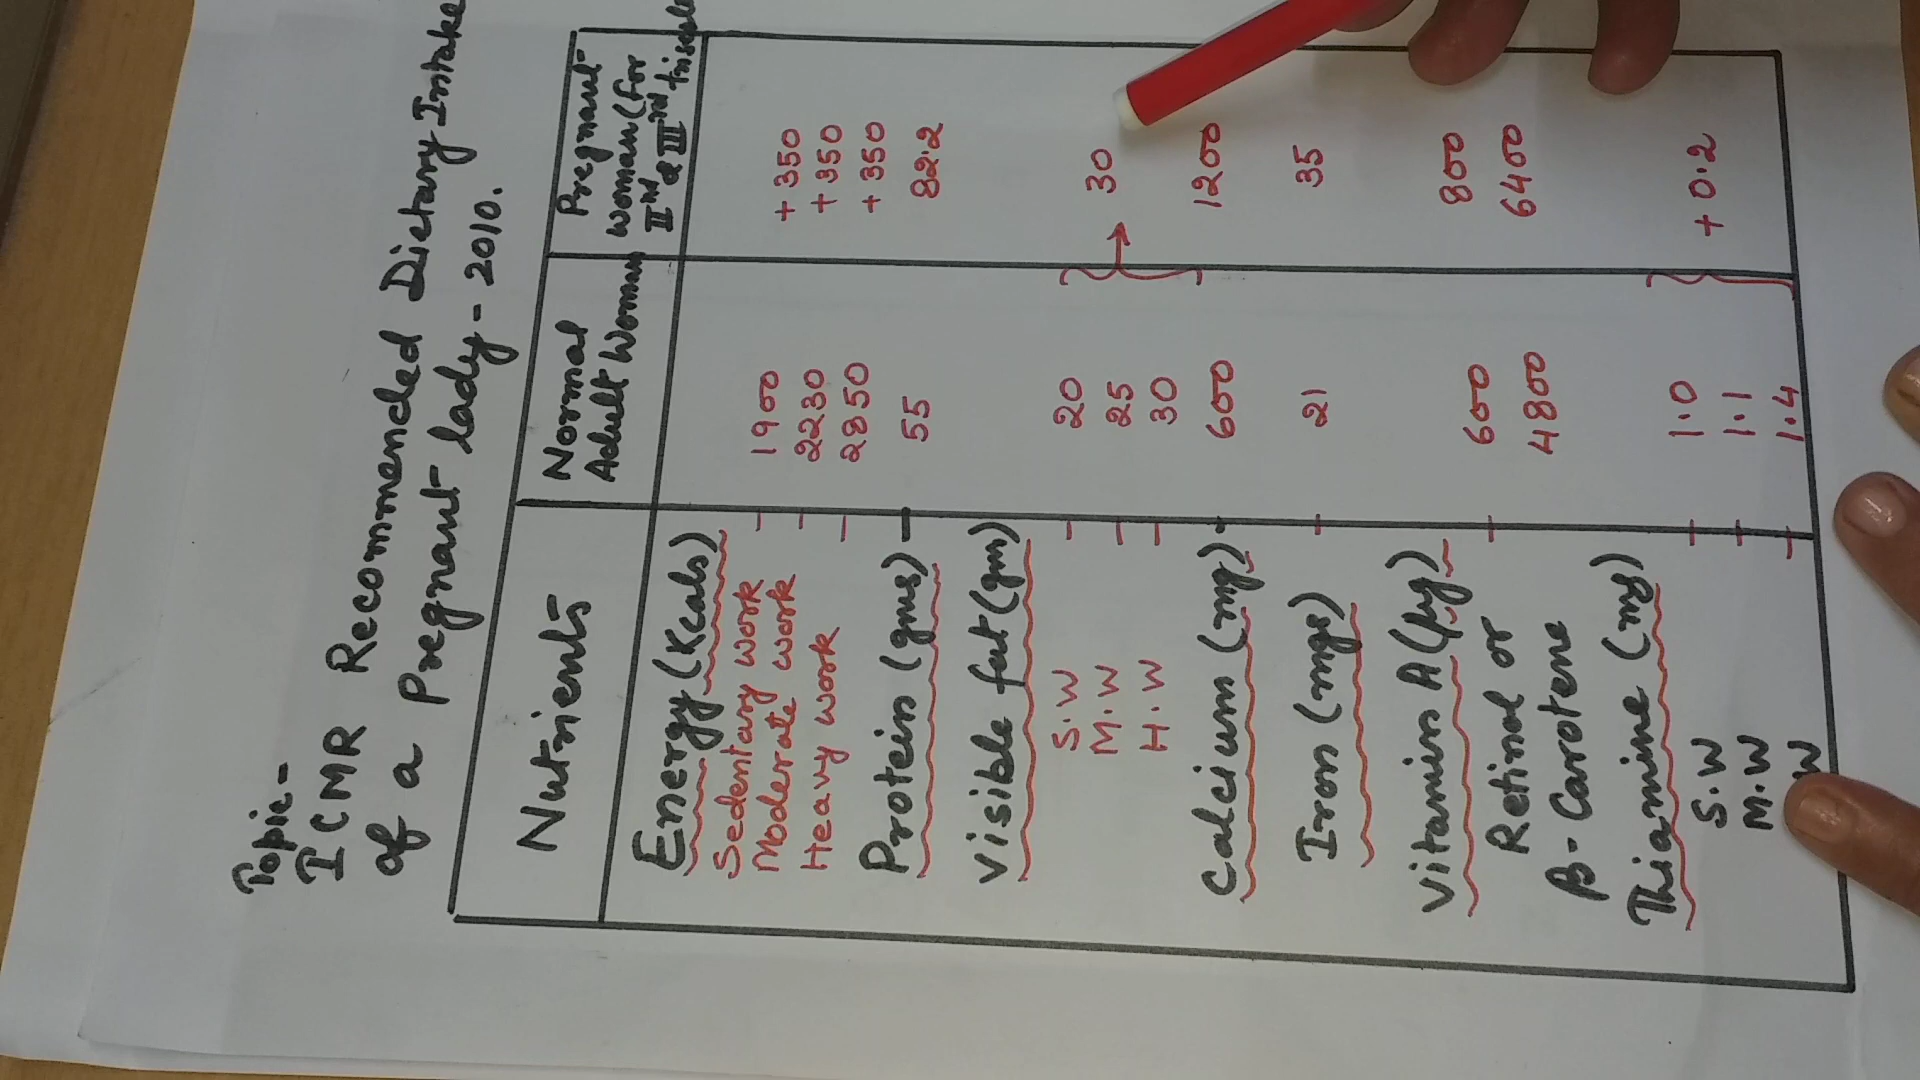 Topic-
ICMR Recommended Dietary Intake
of a Pregnant lady - 2010.
Nutrients Normal Adult Woman Pregnant Woman (for IInd & IIIrd
Energy (Kcals)
Sedentary work - 1900 +350
Moderate work - 2230 +350
Heavy work - 2850 +350
Protein (gms) - 55 82.2
Visible fat (gm)
S.W - 20
M.W - 25 } → 30
H.W - 30
Calcium (mg) - 600 1200
Iron (mgs) - 21 35
Vitamin A (μg)
Retinal or - 600 800
β-Carotene 4800 6400
Thiamine (mg)
S.W - 1.0
M.W - 1.1 } +0.2
W - 1.4